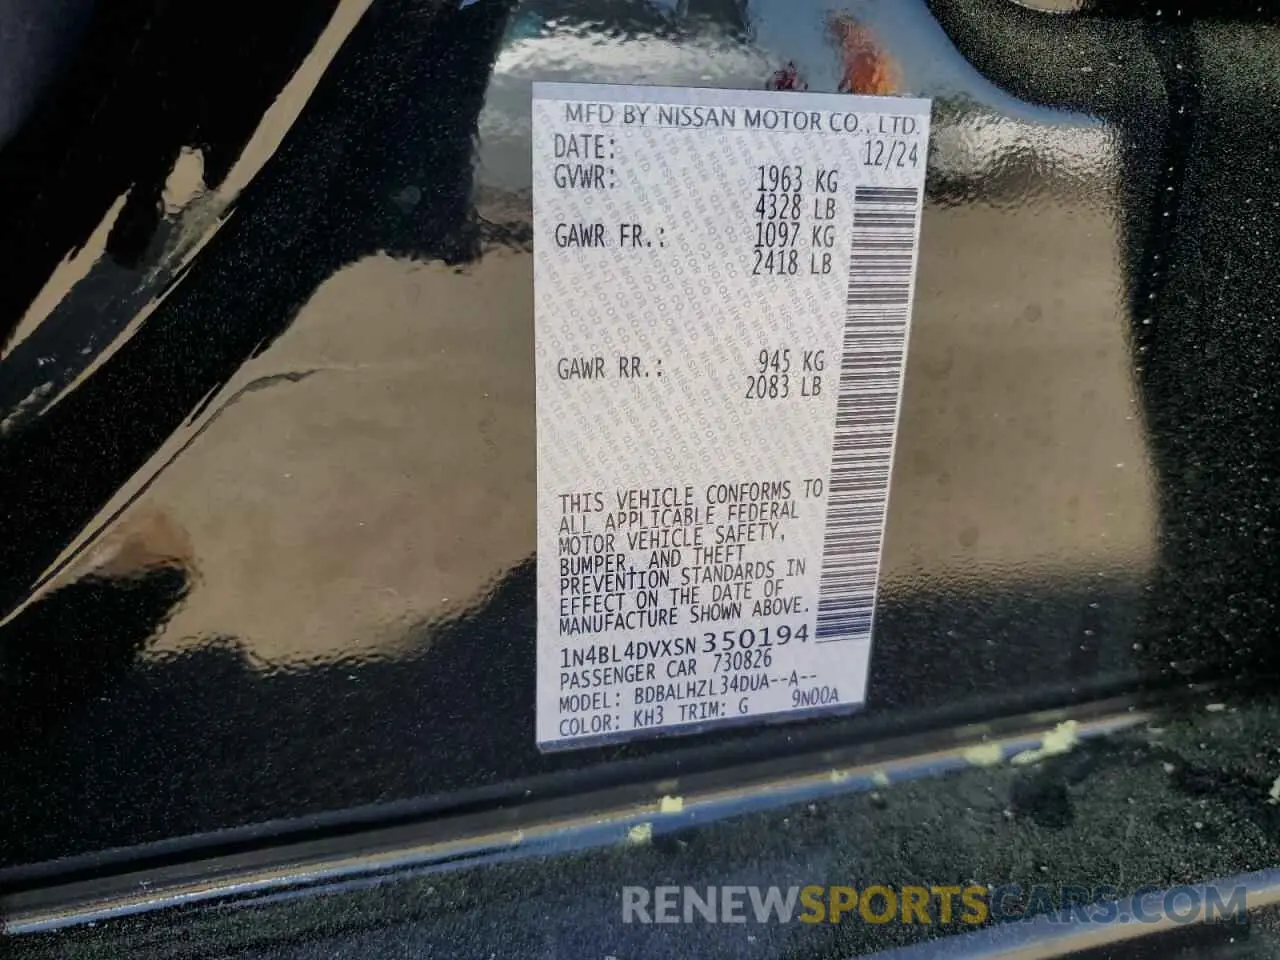 MFD BY NISSAN MOTOR CO., LTD.
DATE: 12/24
GVWR: 1963 KG
4328 LB
GAWR FR.: 1097 KG
2418 LB
GAWR RR.: 945 KG
2083 LB
THIS VEHICLE CONFORMS TO
ALL APPLICABLE FEDERAL
MOTOR VEHICLE SAFETY,
BUMPER, AND THEFT
PREVENTION STANDARDS IN
EFFECT ON THE DATE OF
MANUFACTURE SHOWN ABOVE.
1N4BL4DVXSN350194
PASSENGER CAR 730826
MODEL: BDBALHZL34DUA--A--
COLOR: KH3 TRIM: G 9N00A
RENEWSPORTSCARS.COM